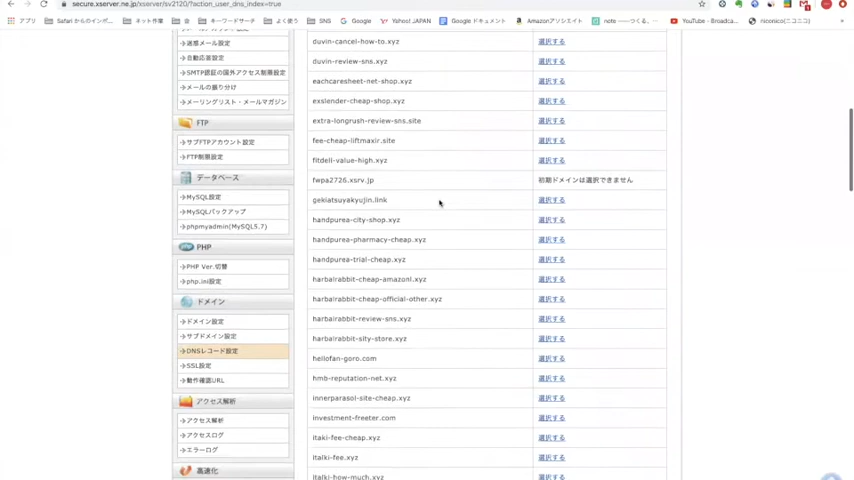 secure.xserver.ne.jp/xserver/sv2120/?action_user_dns_index=true
アプリ
Safari からのインポ...
ネット作業
会
キーワードサーチ
よく使う
SNS
Google
Yahoo! JAPAN
Google ドキュメント
Amazonアソシエイト
note ――つくる、...
YouTube - Broadca...
niconico(ニコニコ)
迷惑メール設定
自動応答設定
SMTP認証の国外アクセス制限設定
メールの振り分け
メーリングリスト・メールマガジン
FTP
サブFTPアカウント設定
FTP制限設定
データベース
MySQL設定
MySQLバックアップ
phpmyadmin(MySQL5.7)
PHP
PHP Ver.切替
php.ini設定
ドメイン
ドメイン設定
サブドメイン設定
DNSレコード設定
SSL設定
動作確認URL
アクセス解析
アクセス解析
アクセスログ
エラーログ
高速化
duvin-cancel-how-to.xyz 選択する
duvin-review-sns.xyz 選択する
eachcaresheet-net-shop.xyz 選択する
exslender-cheap-shop.xyz 選択する
extra-longrush-review-sns.site 選択する
fee-cheap-liftmaxir.site 選択する
fitdeli-value-high.xyz 選択する
fwpa2726.xsrv.jp 初期ドメインは選択できません
gekiatsuyakyujin.link 選択する
handpurea-city-shop.xyz 選択する
handpurea-pharmacy-cheap.xyz 選択する
handpurea-trial-cheap.xyz 選択する
harbalrabbit-cheap-amazonl.xyz 選択する
harbalrabbit-cheap-official-other.xyz 選択する
harbalrabbit-review-sns.xyz 選択する
harbalrabbit-sity-store.xyz 選択する
hellofan-goro.com 選択する
hmb-reputation-net.xyz 選択する
innerparasol-site-cheap.xyz 選択する
investment-freeter.com 選択する
itaki-fee-cheap.xyz 選択する
italki-fee.xyz 選択する
italki-how-much.xyz 選択する